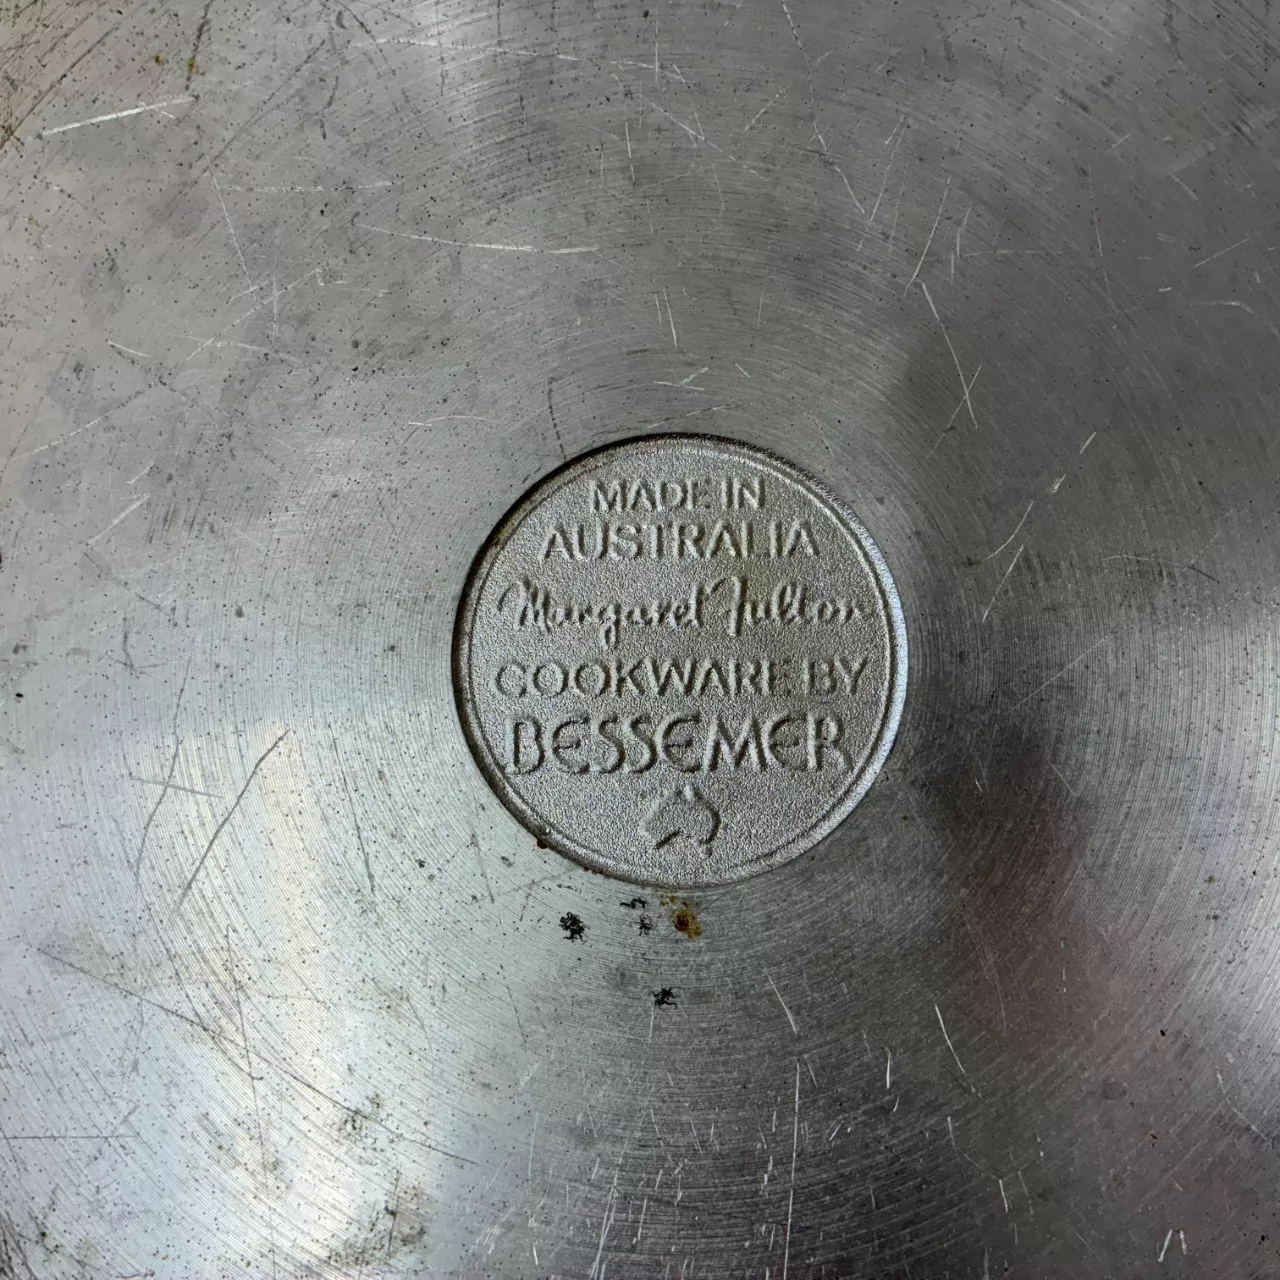 MADE IN
AUSTRALIA
Margaret Fulton
COOKWARE BY
BESSEMER